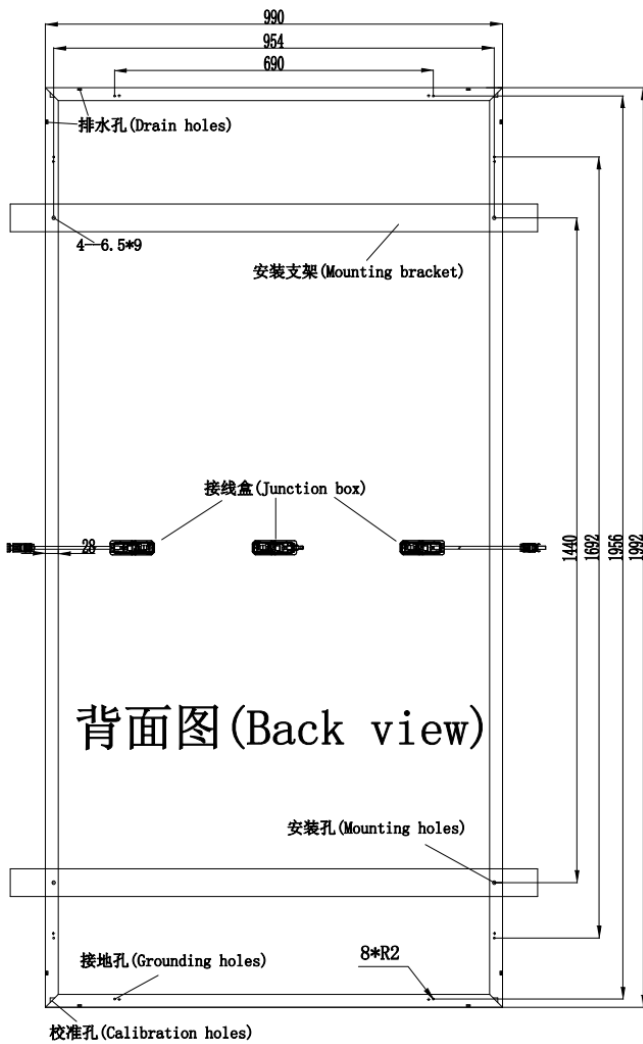 990
954
690
排水孔(Drain holes)
4—6.5*9
安装支架(Mounting bracket)
接线盒(Junction box)
28
1440
1692
1956
1992
背面图(Back view)
安装孔(Mounting holes)
接地孔(Grounding holes)
8*R2
校准孔(Calibration holes)